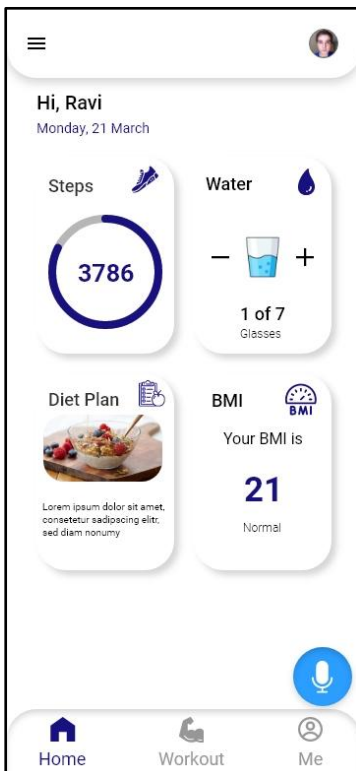 Hi, Ravi
Monday, 21 March
Steps
3786
Water
1 of 7
Glasses
Diet Plan
Lorem ipsum dolor sit amet,
consetetur sadipscing elitr,
sed diam nonumy
BMI
BMI
Your BMI is
21
Normal
Home
Workout
Me